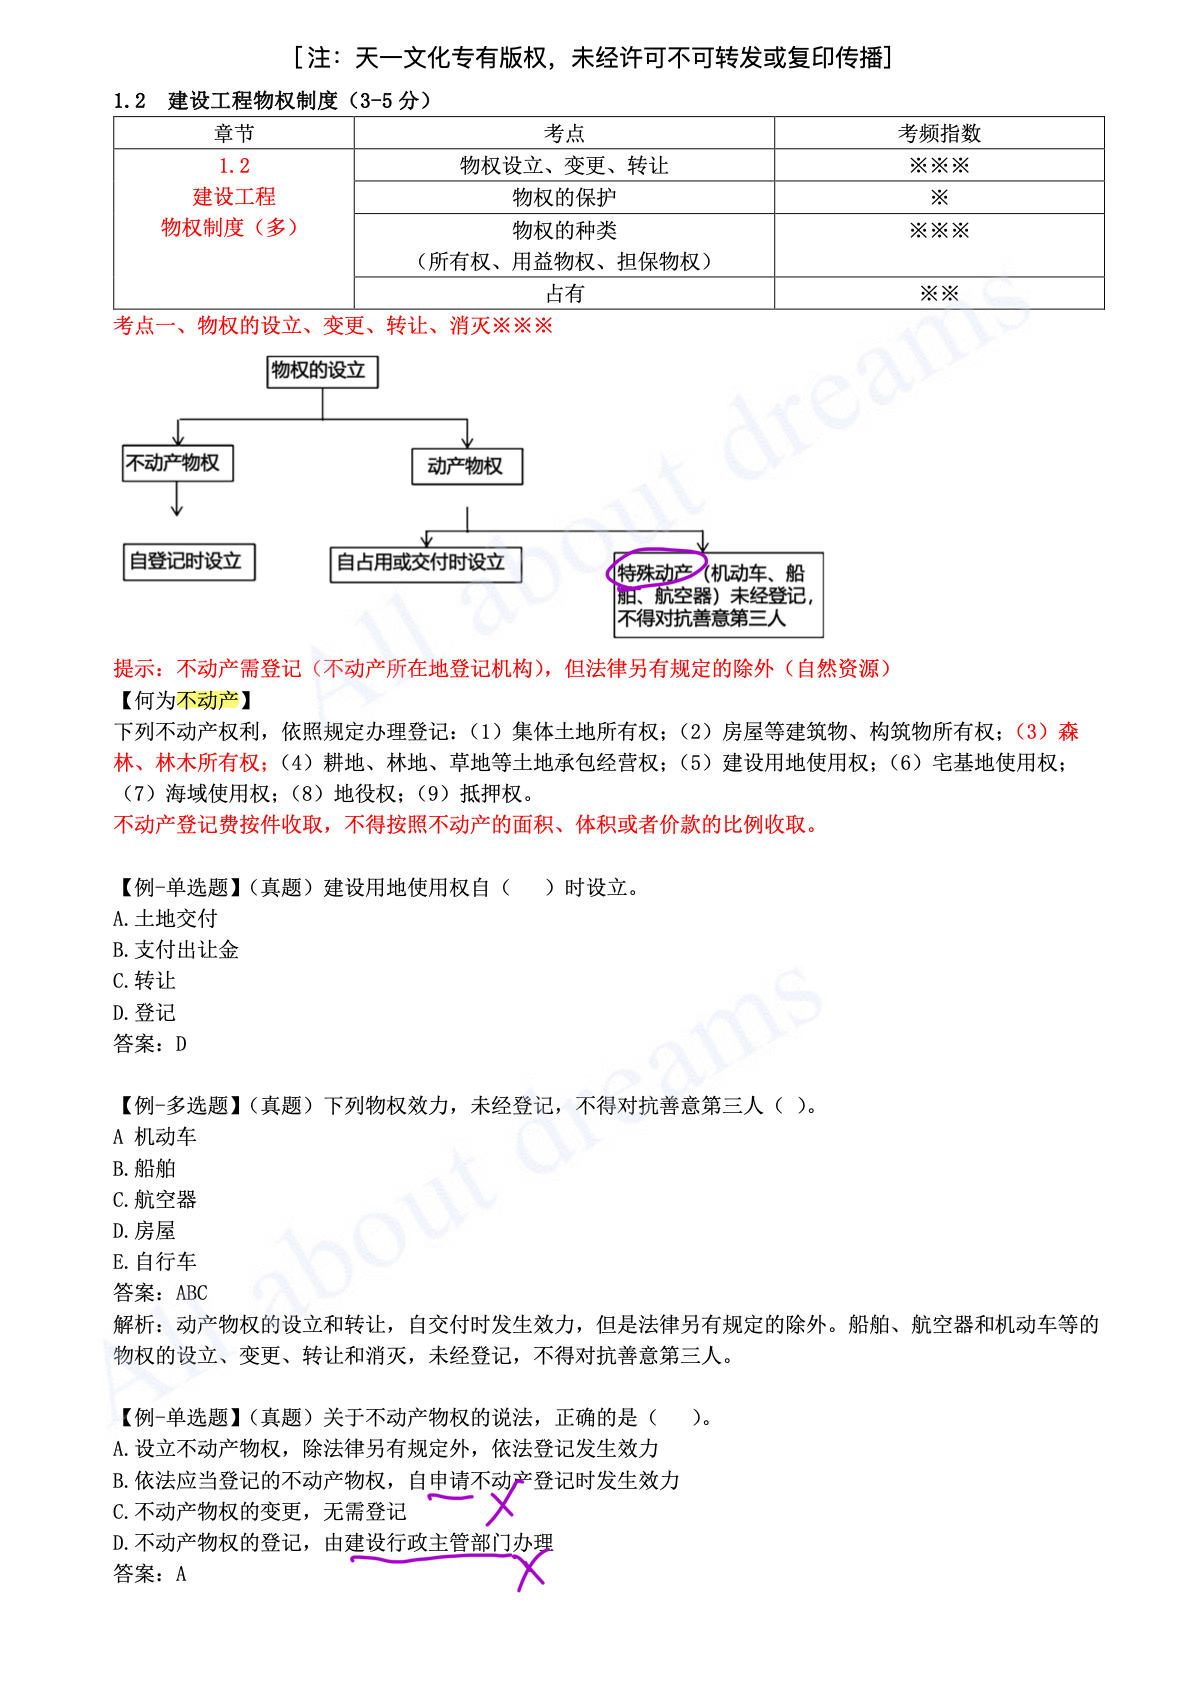 [注：天一文化专有版权，未经许可不可转发或复印传播]
1.2 建设工程物权制度（3-5 分）
章节 考点 考频指数
1.2 物权设立、变更、转让 ※※※
建设工程 物权的保护 ※
物权制度（多） 物权的种类 ※※※
（所有权、用益物权、担保物权）
占有 ※※
考点一、物权的设立、变更、转让、消灭※※※
物权的设立
不动产物权 动产物权
自登记时设立 自占用或交付时设立 特殊动产（机动车、船
舶、航空器）未经登记，
不得对抗善意第三人
提示：不动产需登记（不动产所在地登记机构），但法律另有规定的除外（自然资源）
【何为不动产】
下列不动产权利，依照规定办理登记：（1）集体土地所有权；（2）房屋等建筑物、构筑物所有权；（3）森
林、林木所有权；（4）耕地、林地、草地等土地承包经营权；（5）建设用地使用权；（6）宅基地使用权；
（7）海域使用权；（8）地役权；（9）抵押权。
不动产登记费按件收取，不得按照不动产的面积、体积或者价款的比例收取。
【例-单选题】（真题）建设用地使用权自（ ）时设立。
A.土地交付
B.支付出让金
C.转让
D.登记
答案：D
【例-多选题】（真题）下列物权效力，未经登记，不得对抗善意第三人（ ）。
A 机动车
B.船舶
C.航空器
D.房屋
E.自行车
答案：ABC
解析：动产物权的设立和转让，自交付时发生效力，但是法律另有规定的除外。船舶、航空器和机动车等的
物权的设立、变更、转让和消灭，未经登记，不得对抗善意第三人。
【例-单选题】（真题）关于不动产物权的说法，正确的是（ ）。
A.设立不动产物权，除法律另有规定外，依法登记发生效力
B.依法应当登记的不动产物权，自申请不动产登记时发生效力
C.不动产物权的变更，无需登记
D.不动产物权的登记，由建设行政主管部门办理
答案：A
All about dreams
All about dreams